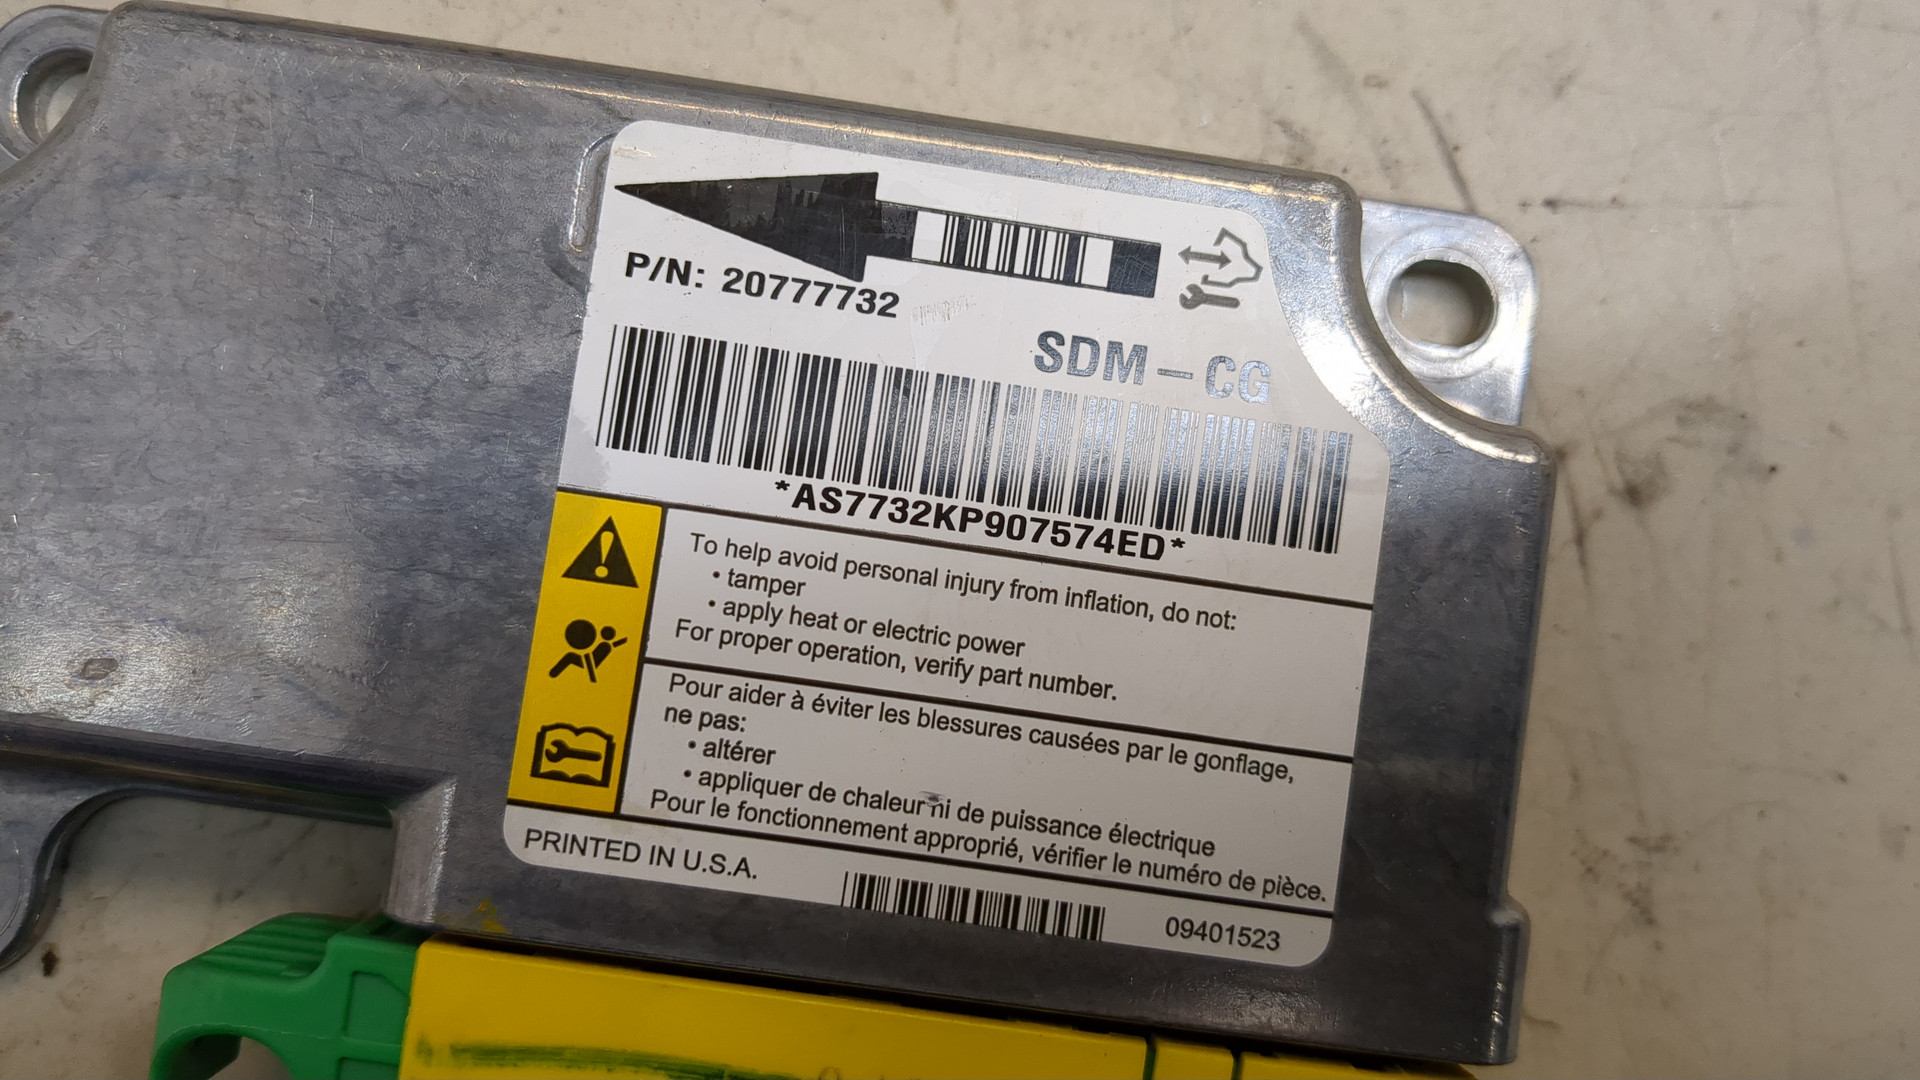 P/N: 20777732
SDM - CG
*AS7732KP907574ED*
To help avoid personal injury from inflation, do not:
• tamper
• apply heat or electric power
For proper operation, verify part number.
Pour aider à éviter les blessures causées par le gonflage,
ne pas:
• altérer
• appliquer de chaleur ni de puissance électrique
Pour le fonctionnement approprié, vérifier le numéro de pièce.
PRINTED IN U.S.A.
09401523